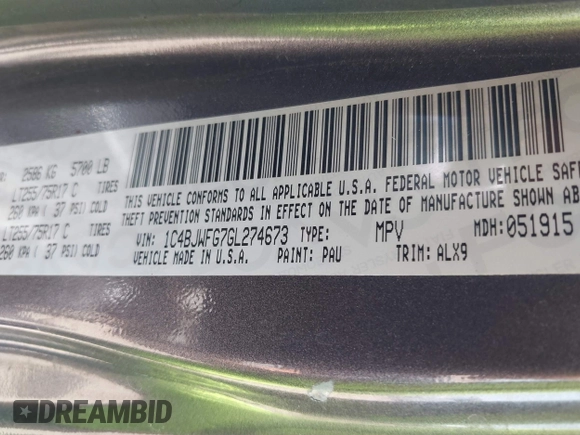 2586 KG 5700 LB
LT255/75R17 C TIRES
260 KPA ( 37 PSI) COLD
LT255/75R17 C TIRES
260 KPA ( 37 PSI) COLD
THIS VEHICLE CONFORMS TO ALL APPLICABLE U.S.A. FEDERAL MOTOR VEHICLE SAFE
THEFT PREVENTION STANDARDS IN EFFECT ON THE DATE OF MANUFACTURE SHOWN ABO
VIN: 1C4BJWFG7GL274673 TYPE: MPV MDH:051915
VEHICLE MADE IN U.S.A. PAINT: PAU TRIM: ALX9
DREAMBID